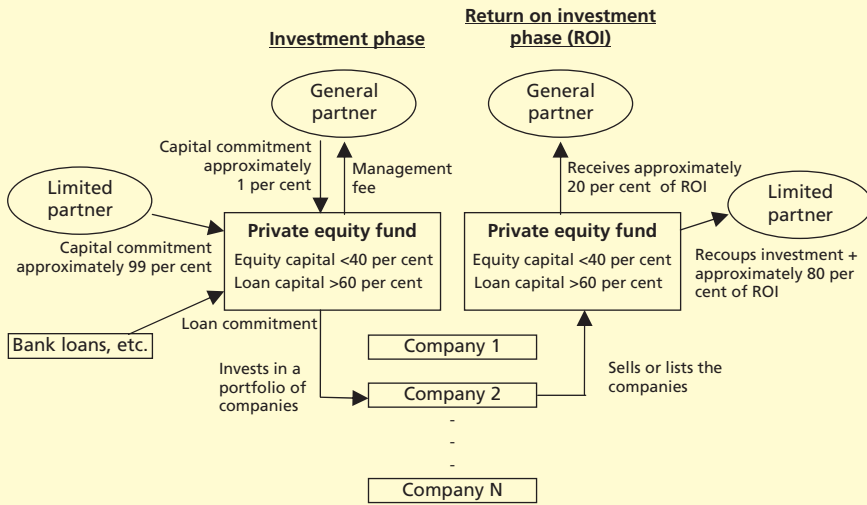 Investment phase
Return on investment
phase (ROI)
General
partner
General
partner
Capital commitment
approximately
1 per cent
Management
fee
Receives approximately
20 per cent of ROI
Limited
partner
Limited
partner
Capital commitment
approximately 99 per cent
Private equity fund
Equity capital <40 per cent
Loan capital >60 per cent
Private equity fund
Equity capital <40 per cent
Loan capital >60 per cent
Recoups investment +
approximately 80 per
cent of ROI
Bank loans, etc.
Loan commitment
Company 1
Invests in a
portfolio of
companies
Company 2
Sells or lists the
companies
-
-
-
Company N